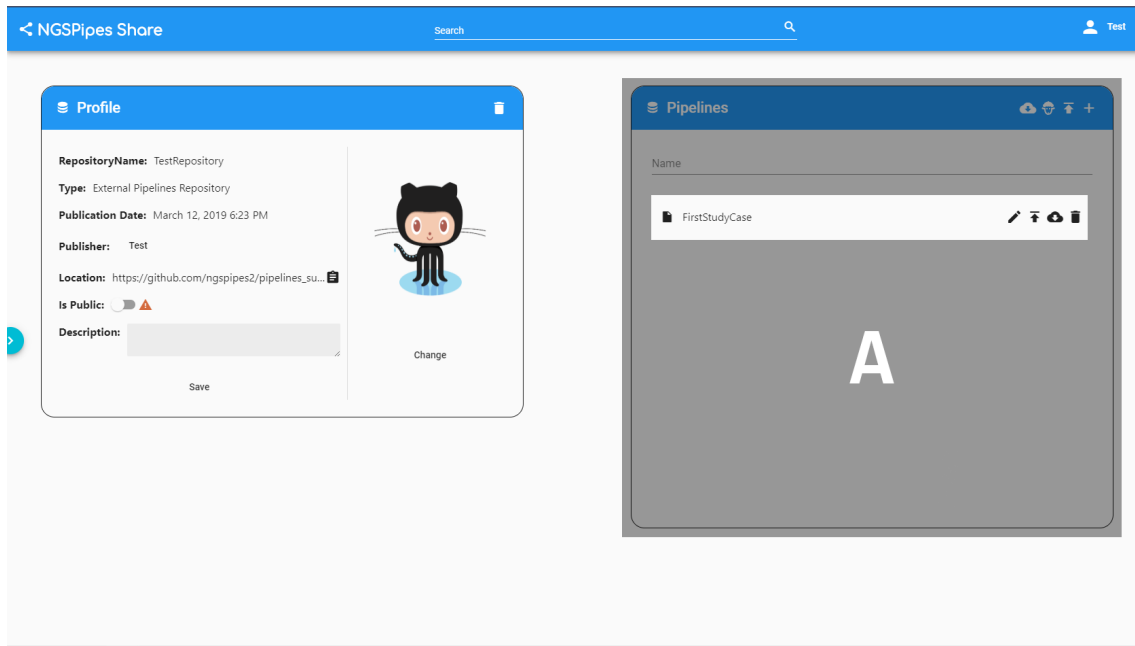 NGSPipes Share
Search
Test
Profile
RepositoryName: TestRepository
Type: External Pipelines Repository
Publication Date: March 12, 2019 6:23 PM
Publisher: Test
Location: https://github.com/ngspipes2/pipelines_su...
Is Public:
Description:
Save
Change
Pipelines
Name
FirstStudyCase
A